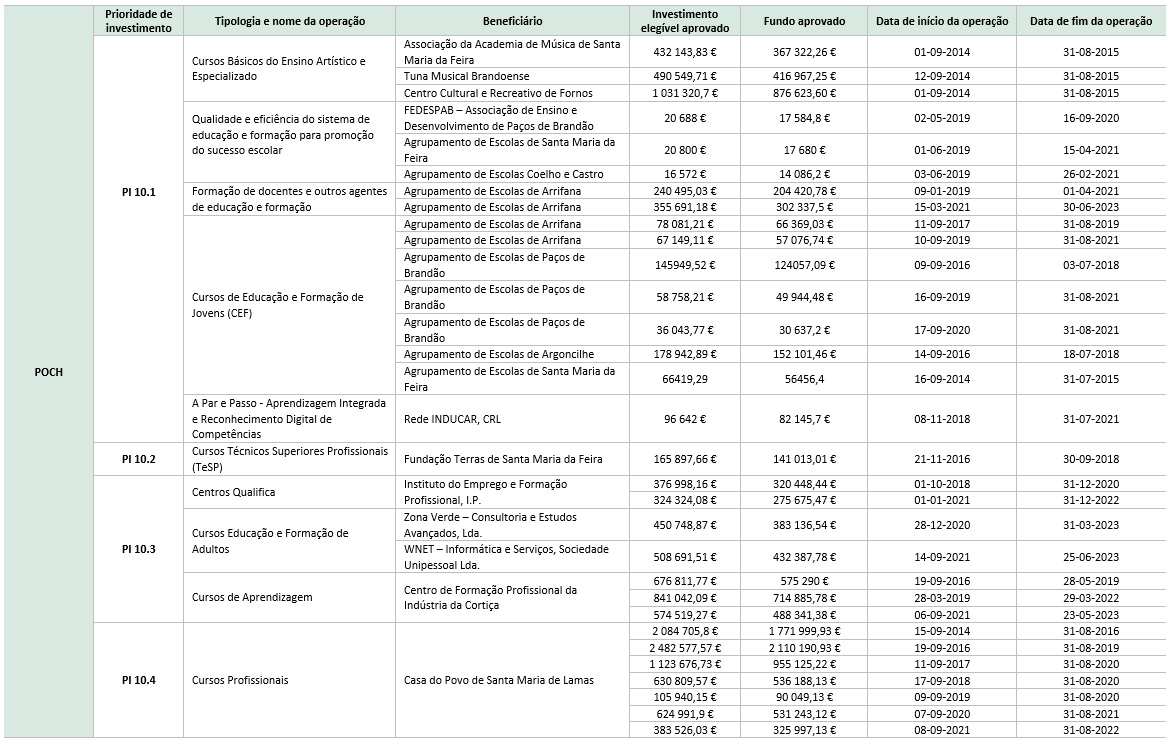 Prioridade de
investimento
Tipologia e nome da operação
Beneficiário
Investimento
elegível aprovado
Fundo aprovado
Data de início da operação
Data de fim da operação
POCH
PI 10.1
Cursos Básicos do Ensino Artístico e
Especializado
Associação da Academia de Música de Santa
Maria da Feira
432 143,83 €
367 322,26 €
01-09-2014
31-08-2015
Tuna Musical Brandoense
490 549,71 €
416 967,25 €
12-09-2014
31-08-2015
Centro Cultural e Recreativo de Fornos
1 031 320,7 €
876 623,60 €
01-09-2014
31-08-2015
Qualidade e eficiência do sistema de
educação e formação para promoção
do sucesso escolar
FEDESPAB – Associação de Ensino e
Desenvolvimento de Paços de Brandão
20 688 €
17 584,8 €
02-05-2019
16-09-2020
Agrupamento de Escolas de Santa Maria da
Feira
20 800 €
17 680 €
01-06-2019
15-04-2021
Agrupamento de Escolas Coelho e Castro
16 572 €
14 086,2 €
03-06-2019
26-02-2021
Formação de docentes e outros agentes
de educação e formação
Agrupamento de Escolas de Arrifana
240 495,03 €
204 420,78 €
09-01-2019
01-04-2021
Agrupamento de Escolas de Arrifana
355 691,18 €
302 337,5 €
15-03-2021
30-06-2023
Cursos de Educação e Formação de
Jovens (CEF)
Agrupamento de Escolas de Arrifana
78 081,21 €
66 369,03 €
11-09-2017
31-08-2019
Agrupamento de Escolas de Arrifana
67 149,11 €
57 076,74 €
10-09-2019
31-08-2021
Agrupamento de Escolas de Paços de
Brandão
145949,52 €
124057,09 €
09-09-2016
03-07-2018
Agrupamento de Escolas de Paços de
Brandão
58 758,21 €
49 944,48 €
16-09-2019
31-08-2021
Agrupamento de Escolas de Paços de
Brandão
36 043,77 €
30 637,2 €
17-09-2020
31-08-2021
Agrupamento de Escolas de Argoncilhe
178 942,89 €
152 101,46 €
14-09-2016
18-07-2018
Agrupamento de Escolas de Santa Maria da
Feira
66419,29
56456,4
16-09-2014
31-07-2015
A Par e Passo - Aprendizagem Integrada
e Reconhecimento Digital de
Competências
Rede INDUCAR, CRL
96 642 €
82 145,7 €
08-11-2018
31-07-2021
PI 10.2
Cursos Técnicos Superiores Profissionais
(TeSP)
Fundação Terras de Santa Maria da Feira
165 897,66 €
141 013,01 €
21-11-2016
30-09-2018
PI 10.3
Centros Qualifica
Instituto do Emprego e Formação
Profissional, I.P.
376 998,16 €
320 448,44 €
01-10-2018
31-12-2020
324 324,08 €
275 675,47 €
01-01-2021
31-12-2022
Cursos Educação e Formação de
Adultos
Zona Verde – Consultoria e Estudos
Avançados, Lda.
450 748,87 €
383 136,54 €
28-12-2020
31-03-2023
WNET – Informática e Serviços, Sociedade
Unipessoal Lda.
508 691,51 €
432 387,78 €
14-09-2021
25-06-2023
Cursos de Aprendizagem
Centro de Formação Profissional da
Indústria da Cortiça
676 811,77 €
575 290 €
19-09-2016
28-05-2019
841 042,09 €
714 885,78 €
28-03-2019
29-03-2022
574 519,27 €
488 341,38 €
06-09-2021
23-05-2023
PI 10.4
Cursos Profissionais
Casa do Povo de Santa Maria de Lamas
2 084 705,8 €
1 771 999,93 €
15-09-2014
31-08-2016
2 482 577,57 €
2 110 190,93 €
19-09-2016
31-08-2019
1 123 676,73 €
955 125,22 €
11-09-2017
31-08-2020
630 809,57 €
536 188,13 €
17-09-2018
31-08-2020
105 940,15 €
90 049,13 €
09-09-2019
31-08-2020
624 991,9 €
531 243,12 €
07-09-2020
31-08-2021
383 526,03 €
325 997,13 €
08-09-2021
31-08-2022